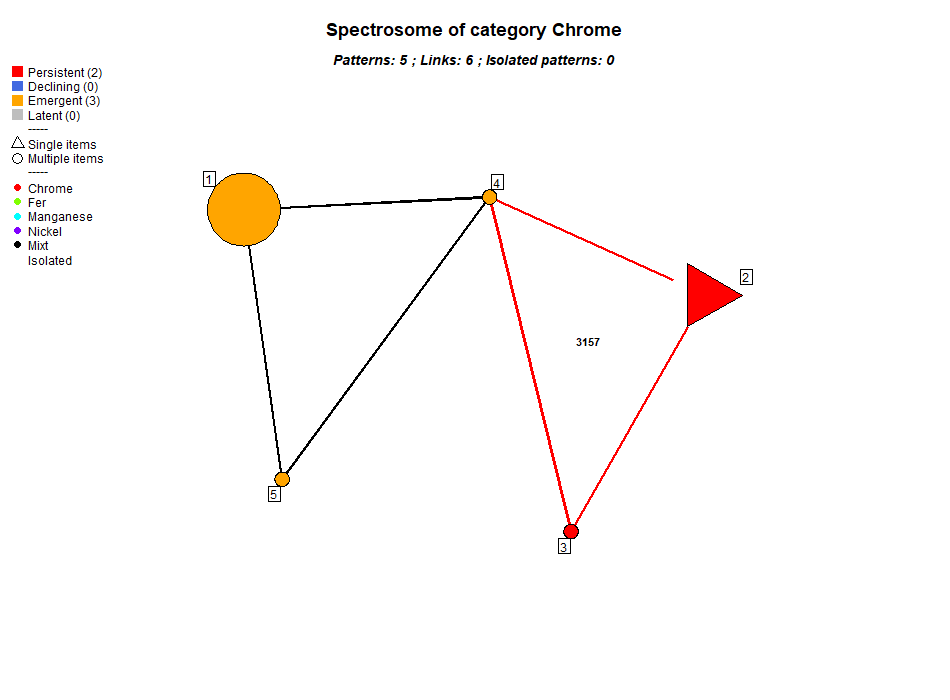 Spectrosome of category Chrome
Patterns: 5 ; Links: 6 ; Isolated patterns: 0
Persistent (2)
Declining (0)
Emergent (3)
Latent (0)
-----
Single items
Multiple items
-----
Chrome
Fer
Manganese
Nickel
Mixt
Isolated
1
4
2
3157
5
3